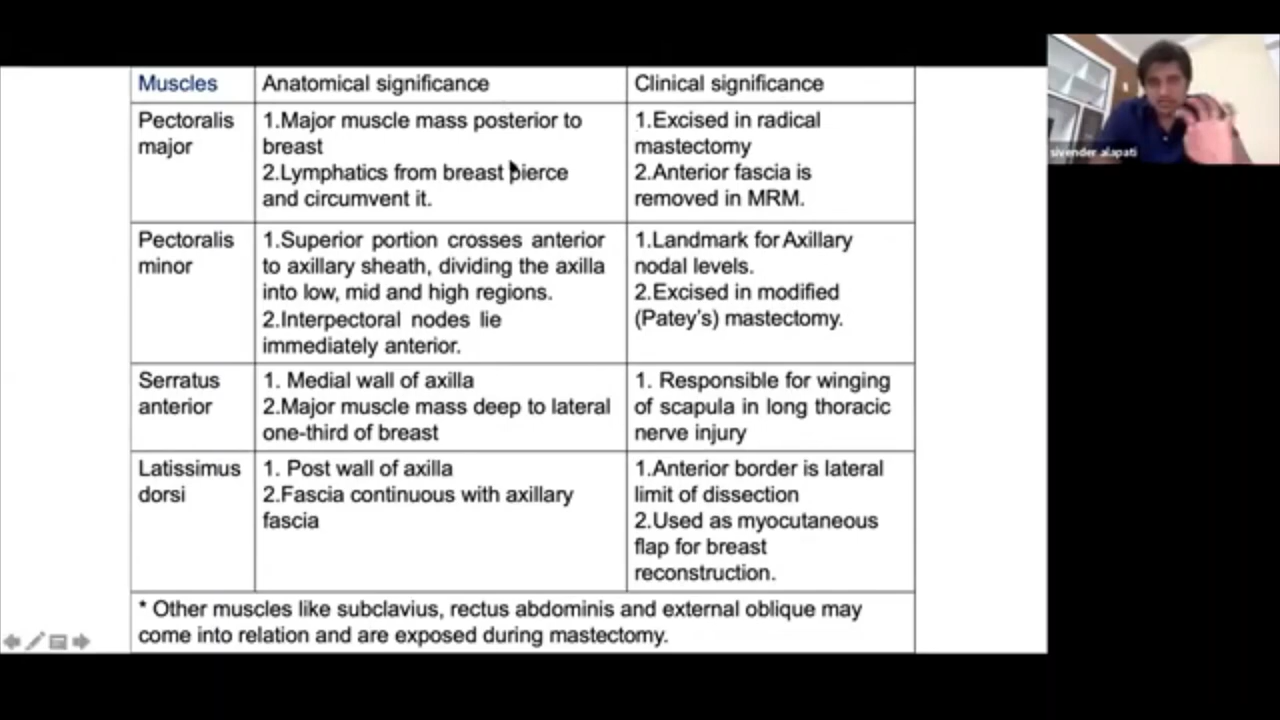 Muscles
Anatomical significance
Clinical significance
Pectoralis
major
1.Major muscle mass posterior to
breast
2.Lymphatics from breast pierce
and circumvent it.
1.Excised in radical
mastectomy
2.Anterior fascia is
removed in MRM.
Pectoralis
minor
1.Superior portion crosses anterior
to axillary sheath, dividing the axilla
into low, mid and high regions.
2.Interpectoral nodes lie
immediately anterior.
1.Landmark for Axillary
nodal levels.
2.Excised in modified
(Patey's) mastectomy.
Serratus
anterior
1. Medial wall of axilla
2.Major muscle mass deep to lateral
one-third of breast
1. Responsible for winging
of scapula in long thoracic
nerve injury
Latissimus
dorsi
1. Post wall of axilla
2.Fascia continuous with axillary
fascia
1.Anterior border is lateral
limit of dissection
2.Used as myocutaneous
flap for breast
reconstruction.
* Other muscles like subclavius, rectus abdominis and external oblique may
come into relation and are exposed during mastectomy.
sivender alapati